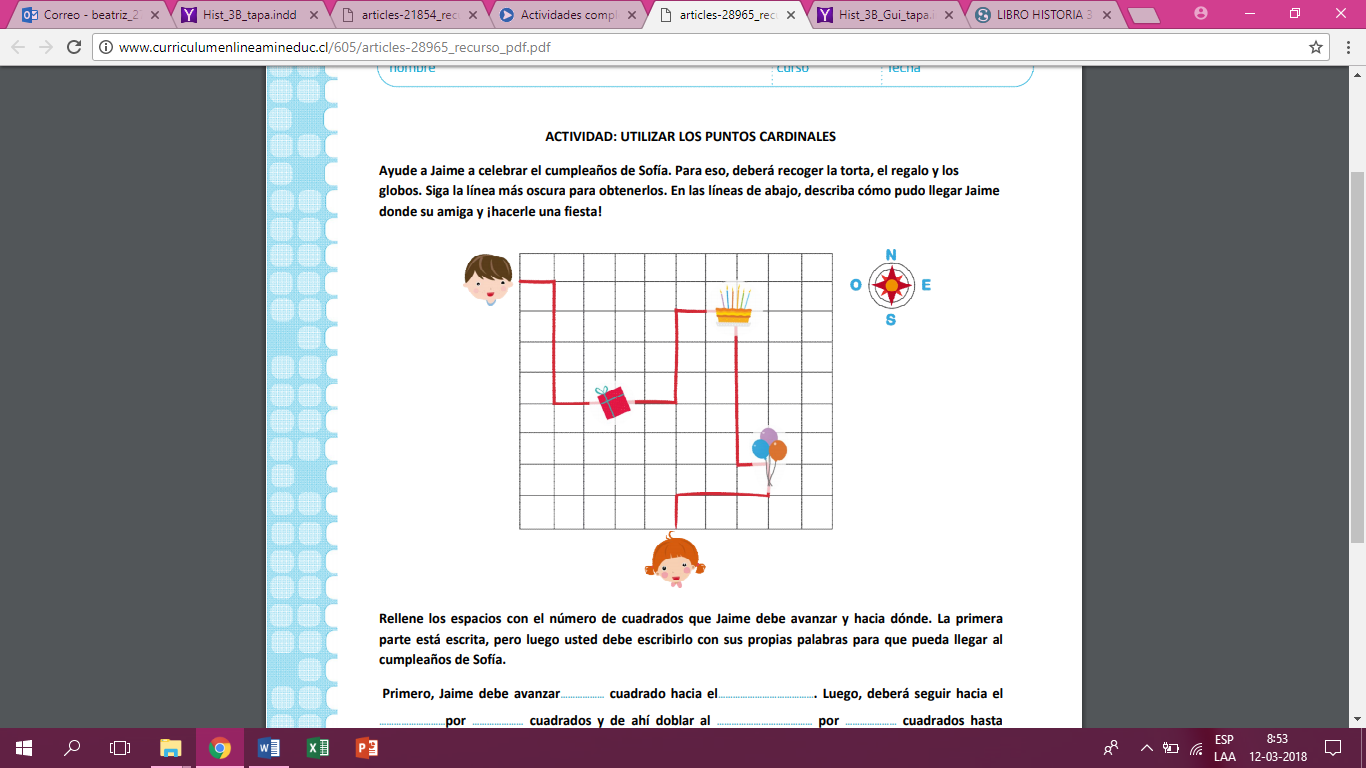 Correo - beatriz_2
Hist_3B_tapa.indd
articles-21854_rec
Actividades compl
articles-28965_rec
Hist_3B_Gui_tapa.i
LIBRO HISTORIA 3
www.curriculumenlineamineduc.cl/605/articles-28965_recurso_pdf.pdf
nombre curso fecha
ACTIVIDAD: UTILIZAR LOS PUNTOS CARDINALES
Ayude a Jaime a celebrar el cumpleaños de Sofía. Para eso, deberá recoger la torta, el regalo y los
globos. Siga la línea más oscura para obtenerlos. En las líneas de abajo, describa cómo pudo llegar Jaime
donde su amiga y ¡hacerle una fiesta!
N
O E
S
Rellene los espacios con el número de cuadrados que Jaime debe avanzar y hacia dónde. La primera
parte está escrita, pero luego usted debe escribirlo con sus propias palabras para que pueda llegar al
cumpleaños de Sofía.
Primero, Jaime debe avanzar................. cuadrado hacia el..................................... Luego, deberá seguir hacia el
.........................por .................... cuadrados y de ahí doblar al .................................... por .................... cuadrados hasta
ESP
LAA
8:53
12-03-2018